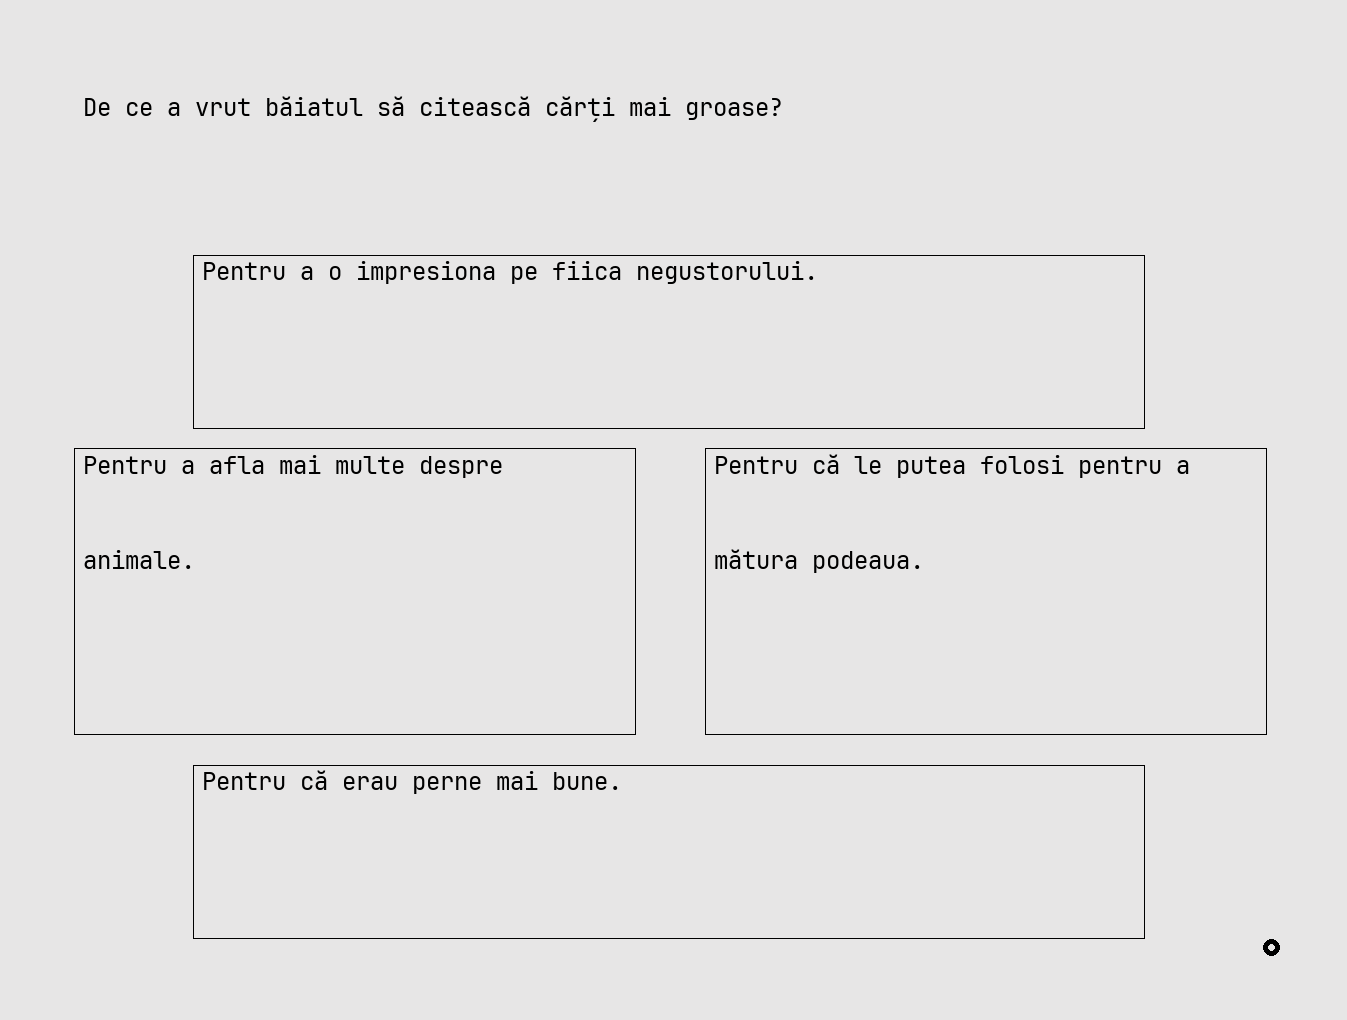 De ce a vrut băiatul să citească cărți mai groase?
Pentru a o impresiona pe fiica negustorului.
Pentru a afla mai multe despre
animale.
Pentru că le putea folosi pentru a
mătura podeaua.
Pentru că erau perne mai bune.